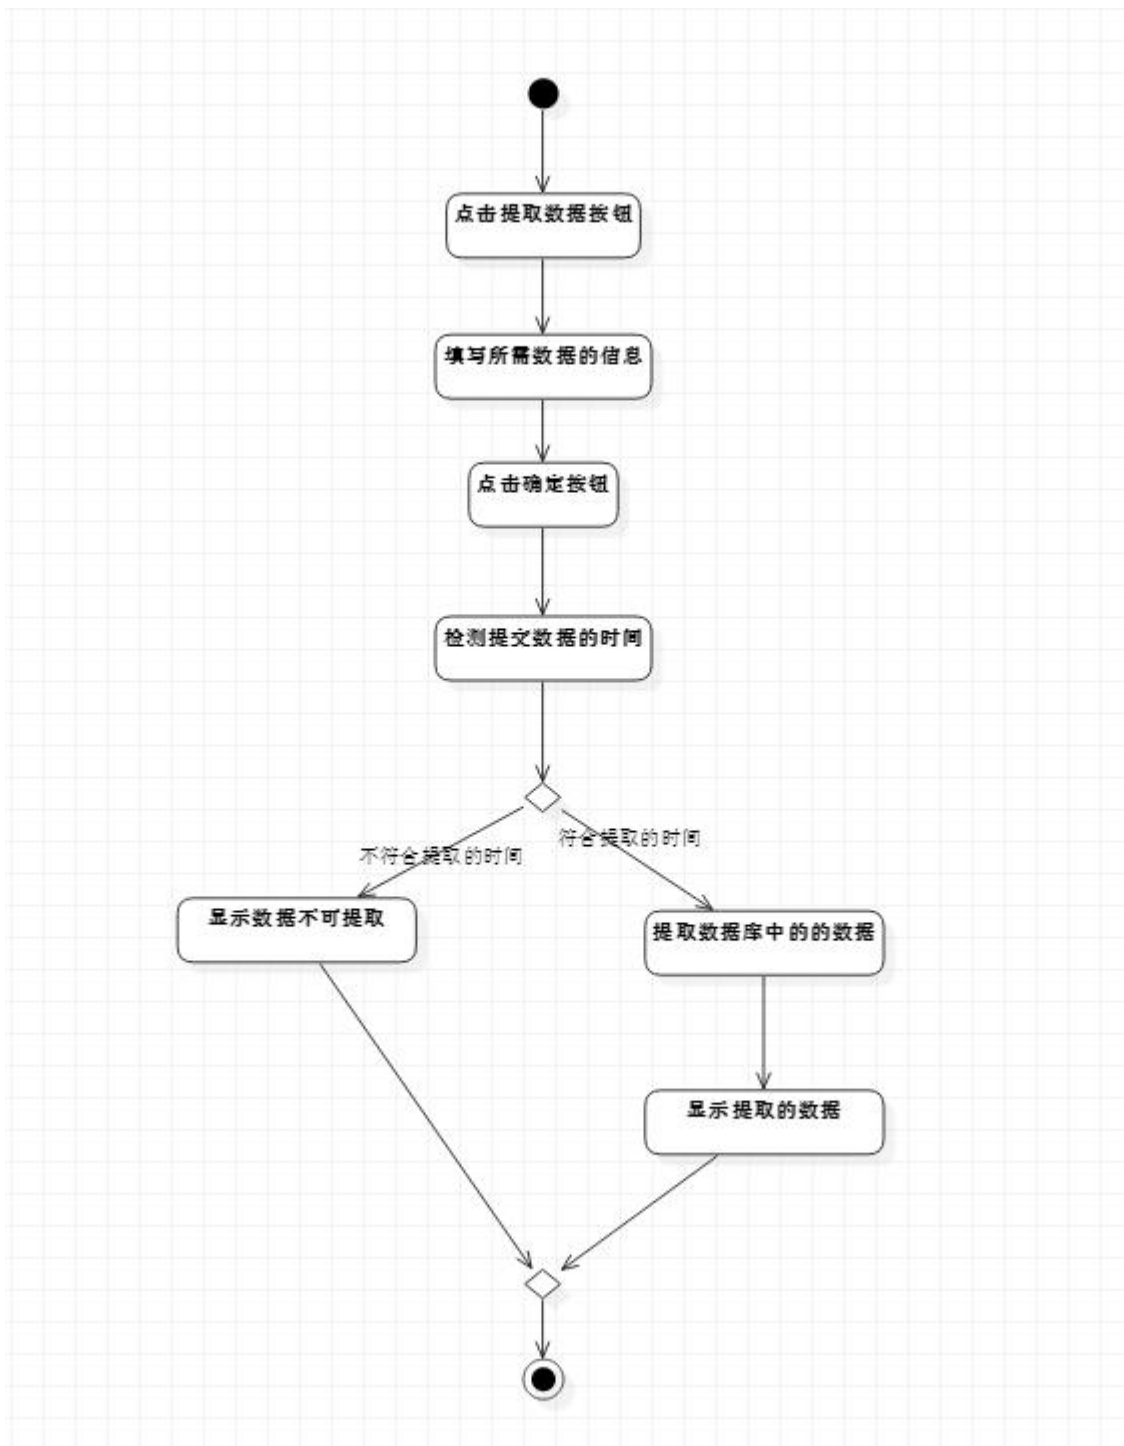 点击提取数据按钮
填写所需数据的信息
点击确定按钮
检测提交数据的时间
不符合提取的时间
符合提取的时间
显示数据不可提取
提取数据库中的的数据
显示提取的数据